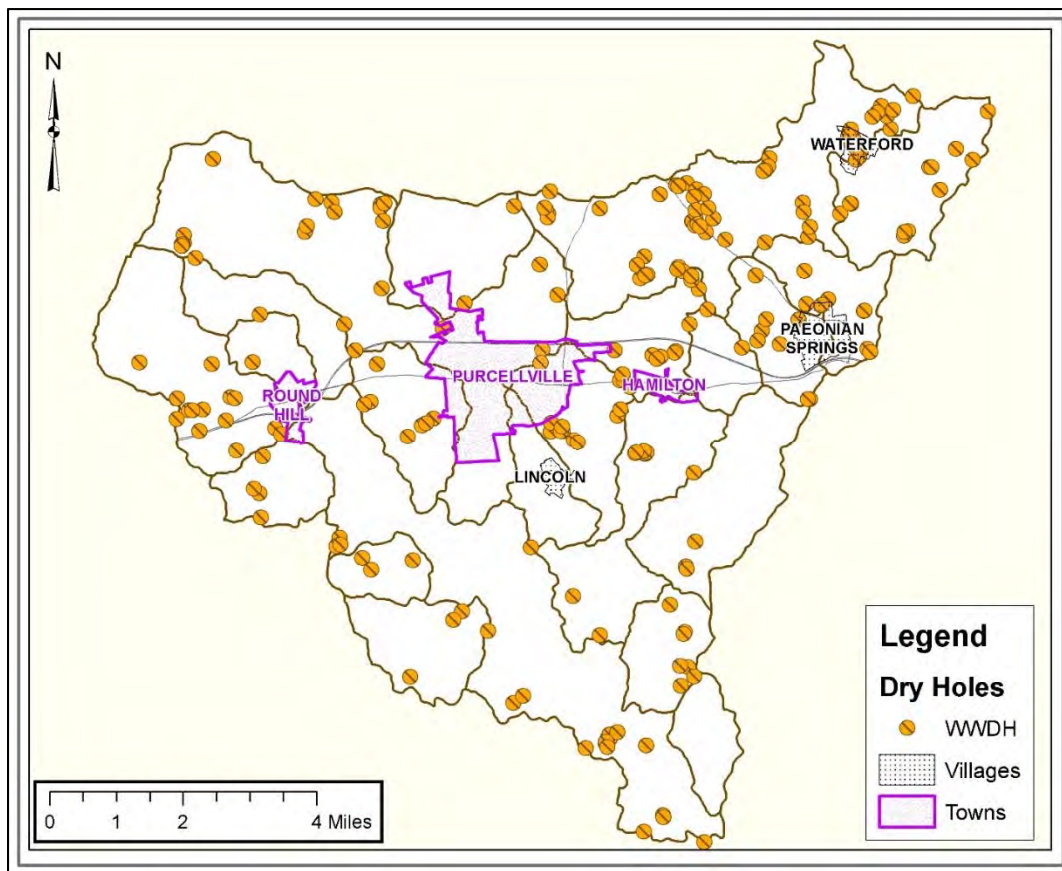 N
WATERFORD
PAEONIAN
SPRINGS
PURCELLVILLE
HAMILTON
ROUND
HILL
LINCOLN
Legend
Dry Holes
WWDH
Villages
Towns
0 1 2 4 Miles